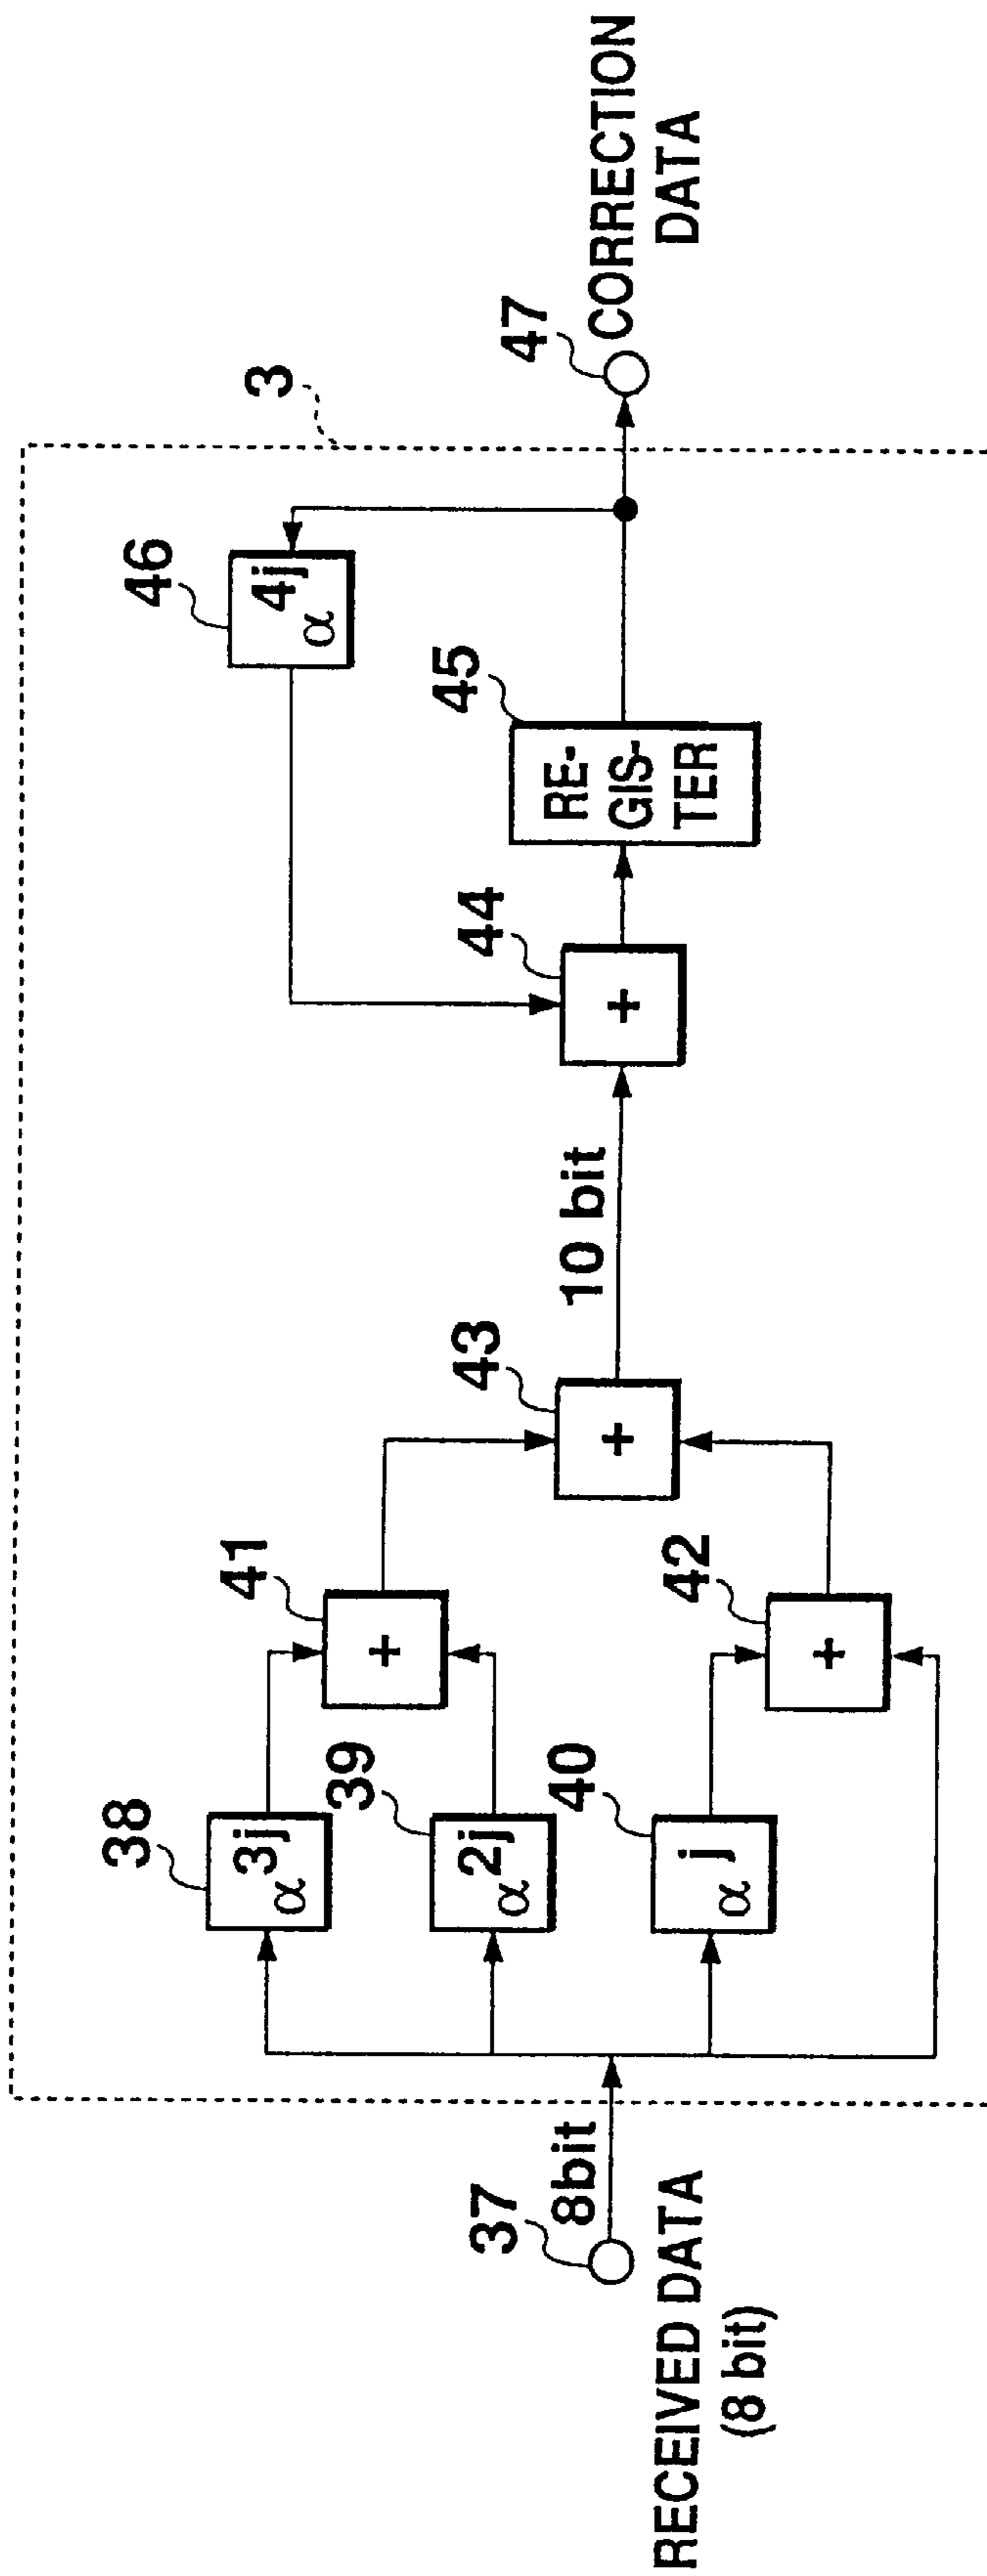 RECEIVED DATA
(8 bit)
37
8bit
38
α3j
39
α2j
40
αj
41
+
42
+
43
+
10 bit
44
+
45
RE-
GIS-
TER
46
α4j
3
47
CORRECTION
DATA